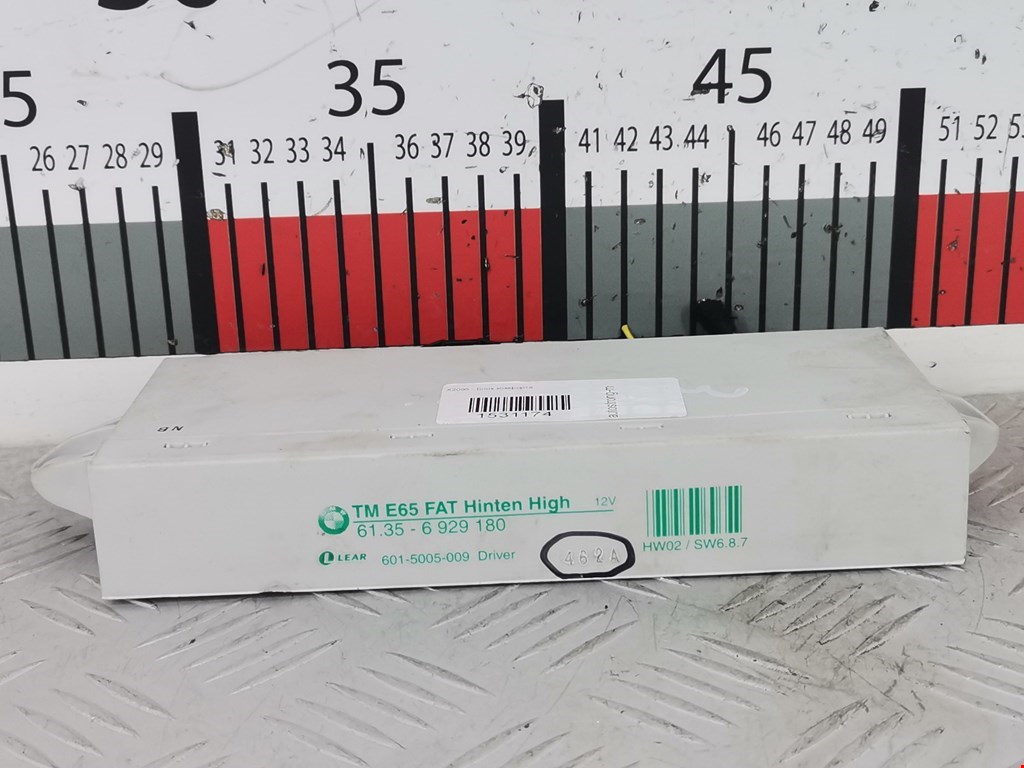 35
45
26 27 28 29 31 32 33 34 36 37 38 39 41 42 43 44 46 47 48 49 51 52
1531174
8 N
TM E65 FAT Hinten High 12V
61.35 - 6 929 180
LEAR 601-5005-009 Driver
462A
HW02 / SW6.8.7